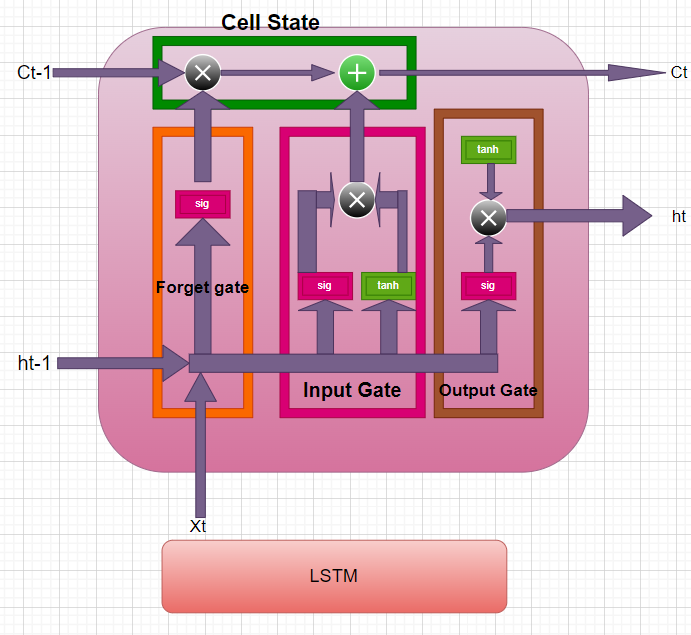 Cell State
Ct-1
Ct
tanh
sig
ht
sig
tanh
sig
Forget gate
ht-1
Input Gate
Output Gate
Xt
LSTM